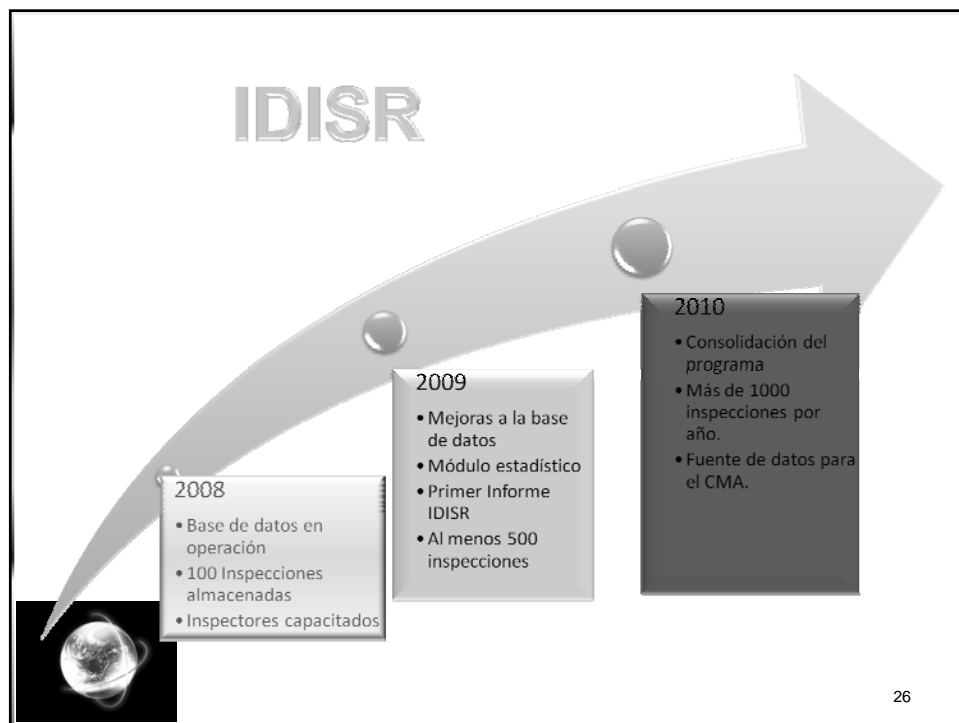 IDISR
2008
• Base de datos en
operación
• 100 Inspecciones
almacenadas
• Inspectores capacitados
2009
• Mejoras a la base
de datos
• Módulo estadístico
• Primer Informe
IDISR
• Al menos 500
inspecciones
2010
• Consolidación del
programa
• Más de 1000
inspecciones por
año.
• Fuente de datos para
el CMA.
26